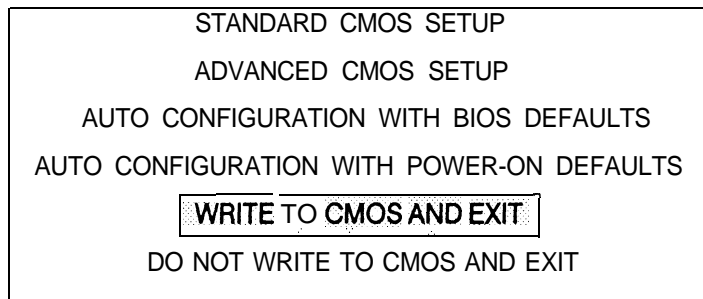 STANDARD CMOS SETUP
ADVANCED CMOS SETUP
AUTO CONFIGURATION WITH BIOS DEFAULTS
AUTO CONFIGURATION WITH POWER-ON DEFAULTS
WRITE TO CMOS AND EXIT
DO NOT WRITE TO CMOS AND EXIT